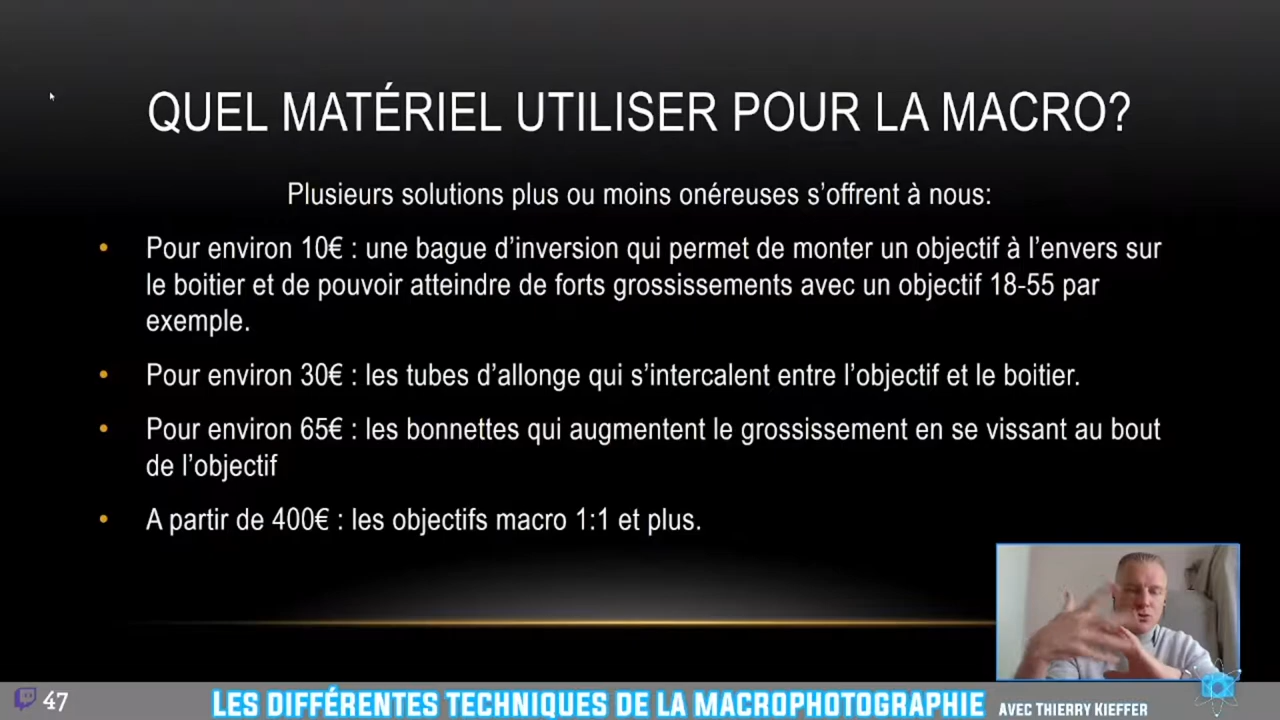 QUEL MATÉRIEL UTILISER POUR LA MACRO?
Plusieurs solutions plus ou moins onéreuses s'offrent à nous:
• Pour environ 10€ : une bague d'inversion qui permet de monter un objectif à l'envers sur
le boitier et de pouvoir atteindre de forts grossissements avec un objectif 18-55 par
exemple.
• Pour environ 30€ : les tubes d'allonge qui s'intercalent entre l'objectif et le boitier.
• Pour environ 65€ : les bonnettes qui augmentent le grossissement en se vissant au bout
de l'objectif
• A partir de 400€ : les objectifs macro 1:1 et plus.
47
LES DIFFÉRENTES TECHNIQUES DE LA MACROPHOTOGRAPHIE AVEC THIERRY KIEFFER